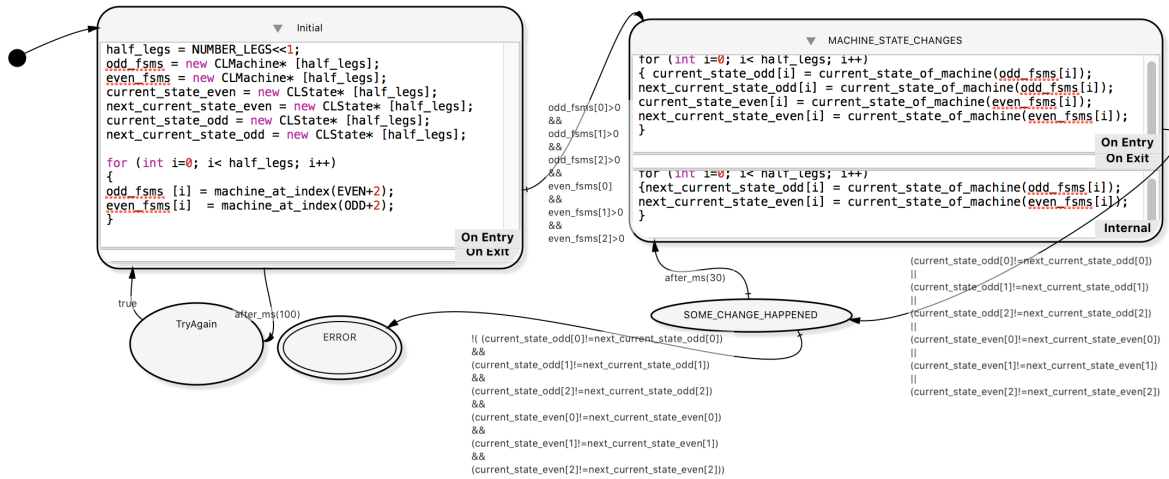 Initial
half_legs = NUMBER_LEGS<<1;
odd_fsms = new CLMachine* [half_legs];
even_fsms = new CLMachine* [half_legs];
current_state_even = new CLState* [half_legs];
next_current_state_even = new CLState* [half_legs];
current_state_odd = new CLState* [half_legs];
next_current_state_odd = new CLState* [half_legs];
for (int i=0; i< half_legs; i++)
{
odd_fsms [i] = machine_at_index(EVEN+2);
even_fsms[i]  = machine_at_index(ODD+2);
}
On Entry
On Exit
odd_fsms[0]>0
&&
odd_fsms[1]>0
&&
odd_fsms[2]>0
&&
even_fsms[0]
&&
even_fsms[1]>0
&&
even_fsms[2]>0
MACHINE_STATE_CHANGES
for (int i=0; i< half_legs; i++)
{ current_state_odd[i] = current_state_of_machine(odd_fsms[i]);
next_current_state_odd[i] = current_state_of_machine(odd_fsms[i]);
current_state_even[i] = current_state_of_machine(even_fsms[i]);
next_current_state_even[i] = current_state_of_machine(even_fsms[i]);
}
On Entry
On Exit
for (int i=0; i< half_legs; i++)
{next_current_state_odd[i] = current_state_of_machine(odd_fsms[i]);
next_current_state_even[i] = current_state_of_machine(even_fsms[i]);
}
Internal
true
TryAgain
after_ms(100)
ERROR
after_ms(30)
SOME_CHANGE_HAPPENED
(current_state_odd[0]!=next_current_state_odd[0])
||
(current_state_odd[1]!=next_current_state_odd[1])
||
(current_state_odd[2]!=next_current_state_odd[2])
||
(current_state_even[0]!=next_current_state_even[0])
||
(current_state_even[1]!=next_current_state_even[1])
||
(current_state_even[2]!=next_current_state_even[2])
!( (current_state_odd[0]!=next_current_state_odd[0])
&&
(current_state_odd[1]!=next_current_state_odd[1])
&&
(current_state_odd[2]!=next_current_state_odd[2])
&&
(current_state_even[0]!=next_current_state_even[0])
&&
(current_state_even[1]!=next_current_state_even[1])
&&
(current_state_even[2]!=next_current_state_even[2]))